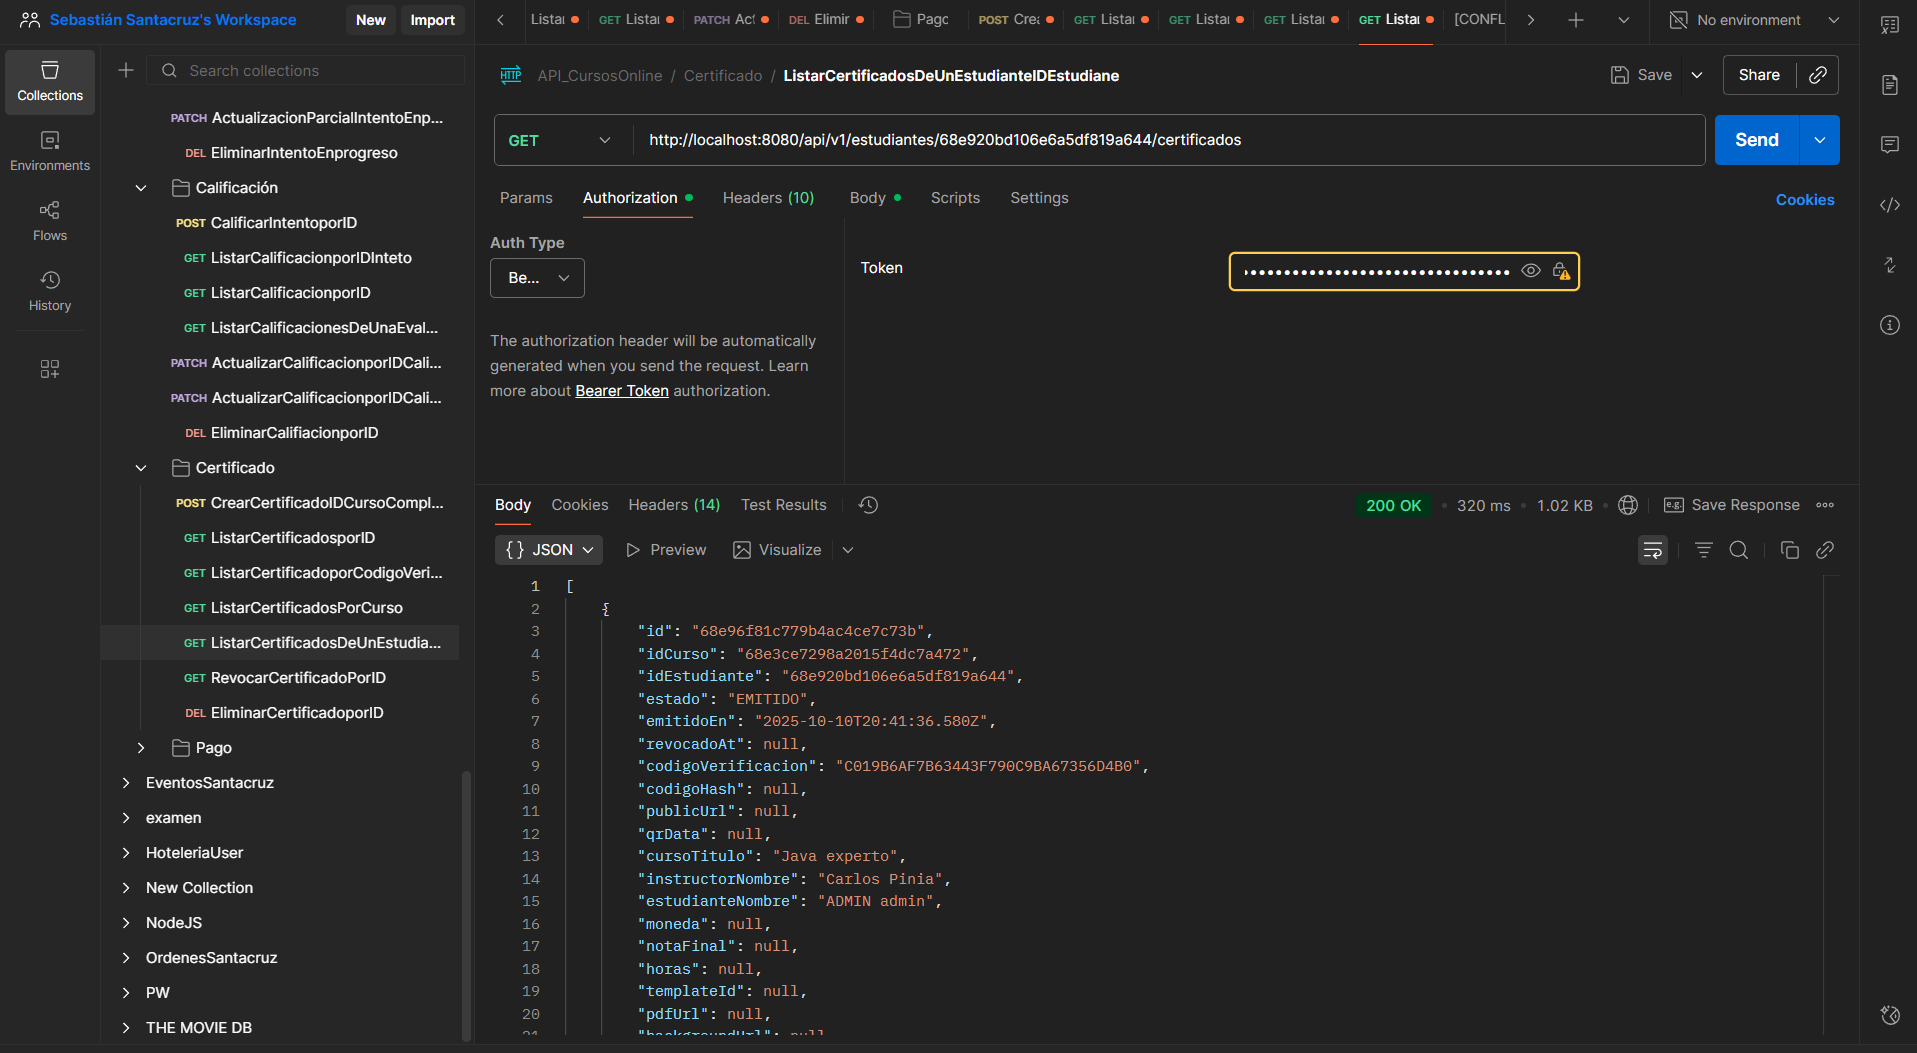 Sebastián Santacruz's Workspace
New
Import
Listar
GET Listar
PATCH Act
DEL Elimir
Pago
POST Crea
GET Listar
GET Listar
GET Listar
GET Listar
[CONFL
No environment
Search collections
Collections
Environments
Flows
History
PATCH ActualizacionParcialIntentoEnp...
DEL EliminarIntentoEnprogreso
Calificación
POST CalificarIntentoporID
GET ListarCalificacionporIDInteto
GET ListarCalificacionporID
GET ListarCalificacionesDeUnaEval...
PATCH ActualizarCalificacionporIDCali...
PATCH ActualizarCalificacionporIDCali...
DEL EliminarCalifiacionporID
Certificado
POST CrearCertificadoIDCursoCompl...
GET ListarCertificadosporID
GET ListarCertificadoporCodigoVeri...
GET ListarCertificadosPorCurso
GET ListarCertificadosDeUnEstudia...
GET RevocarCertificadoPorID
DEL EliminarCertificadoporID
Pago
EventosSantacruz
examen
HoteleriaUser
New Collection
NodeJS
OrdenesSantacruz
PW
THE MOVIE DB
HTTP API_CursosOnline / Certificado / ListarCertificadosDeUnEstudianteIDEstudiane
Save
Share
GET http://localhost:8080/api/v1/estudiantes/68e920bd106e6a5df819a644/certificados
Send
Params Authorization Headers (10) Body Scripts Settings
Cookies
Auth Type
Be...
The authorization header will be automatically
generated when you send the request. Learn
more about Bearer Token authorization.
Token
Body Cookies Headers (14) Test Results
200 OK 320 ms 1.02 KB e.g. Save Response
{} JSON Preview Visualize
1 [
2 {
3 "id": "68e96f81c779b4ac4ce7c73b",
4 "idCurso": "68e3ce7298a2015f4dc7a472",
5 "idEstudiante": "68e920bd106e6a5df819a644",
6 "estado": "EMITIDO",
7 "emitidoEn": "2025-10-10T20:41:36.580Z",
8 "revocadoAt": null,
9 "codigoVerificacion": "C019B6AF7B63443F790C9BA67356D4B0",
10 "codigoHash": null,
11 "publicUrl": null,
12 "qrData": null,
13 "cursoTitulo": "Java experto",
14 "instructorNombre": "Carlos Pinia",
15 "estudianteNombre": "ADMIN admin",
16 "moneda": null,
17 "notaFinal": null,
18 "horas": null,
19 "templateId": null,
20 "pdfUrl": null,
21 "backgroundUrl": null